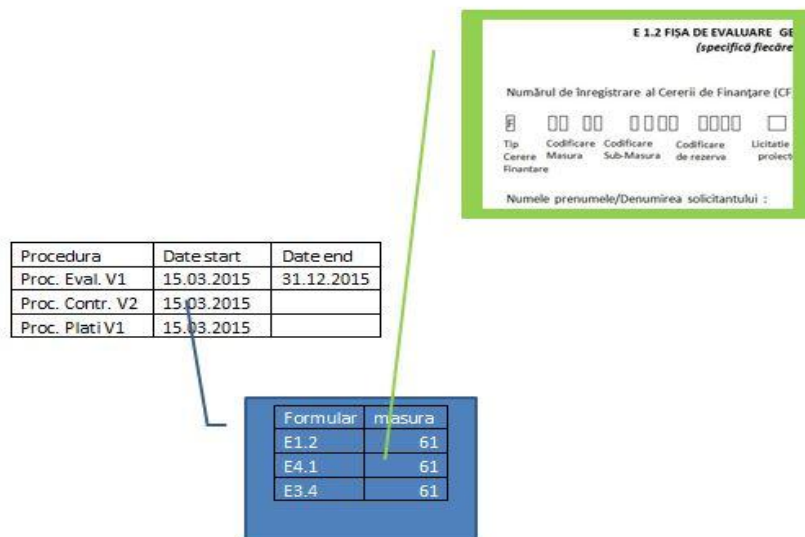 E 1.2 FIȘA DE EVALUARE GE
(specifică fiecăre
Numărul de înregistrare al Cererii de Finanțare (CF)
F
Tip Codificare Codificare Codificare Licitatie
Cerere Masura Sub-Masura de rezerva proiect
Finantare
Numele prenumele/Denumirea solicitantului :
Procedura Date start Date end
Proc. Eval. V1 15.03.2015 31.12.2015
Proc. Contr. V2 15.03.2015
Proc. Plati V1 15.03.2015
Formular masura
E1.2 61
E4.1 61
E3.4 61